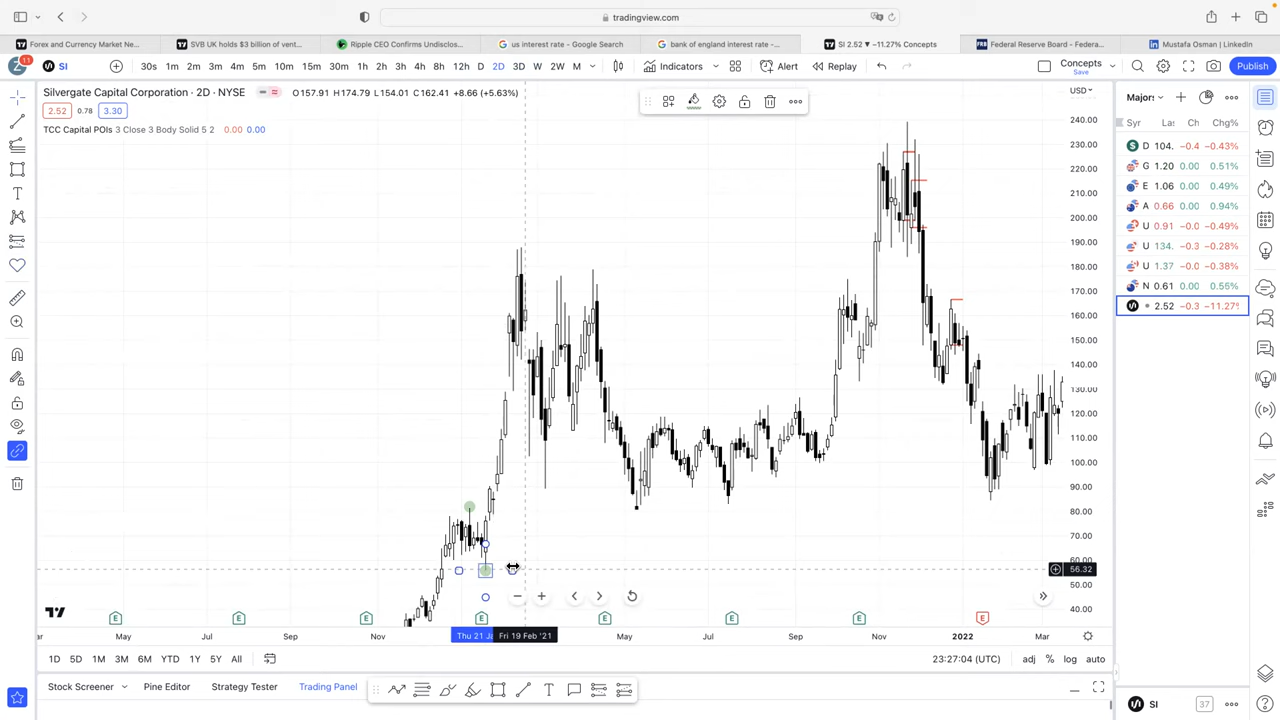 tradingview.com
Forex and Currency Market Ne...
SVB UK holds $3 billion of vent...
Ripple CEO Confirms Undisclos...
us interest rate - Google Search
bank of england interest rate -...
SI 2.52 ▼ −11.27% Concepts
Federal Reserve Board - Federa...
Mustafa Osman | LinkedIn
11
SI
30s 1m 2m 3m 4m 5m 10m 15m 30m 1h 2h 3h 4h 8h 12h D 2D 3D W 2W M
Indicators
Alert
Replay
Concepts
Save
Publish
Silvergate Capital Corporation · 2D · NYSE
O157.91 H174.79 L154.01 C162.41 +8.66 (+5.63%)
2.52 0.78 3.30
TCC Capital POIs 3 Close 3 Body Solid 5 2 0.00 0.00
USD
240.00
230.00
220.00
210.00
200.00
190.00
180.00
170.00
160.00
150.00
140.00
130.00
120.00
110.00
100.00
90.00
80.00
70.00
60.00
56.32
50.00
40.00
Majors
Syr La: Ch Chg%
D 104. −0.4 −0.43%
G 1.20 0.00 0.51%
E 1.06 0.00 0.49%
A 0.66 0.00 0.94%
U 0.91 −0.0 −0.49%
U 134. −0.3 −0.28%
U 1.37 −0.0 −0.38%
N 0.61 0.00 0.55%
2.52 −0.3 −11.27%
E E E E E E E E
May Jul Sep Nov Thu 21 Ja Fri 19 Feb '21 May Jul Sep Nov 2022 Mar
1D 5D 1M 3M 6M YTD 1Y 5Y All
23:27:04 (UTC)
adj % log auto
Stock Screener
Pine Editor
Strategy Tester
Trading Panel
SI
37